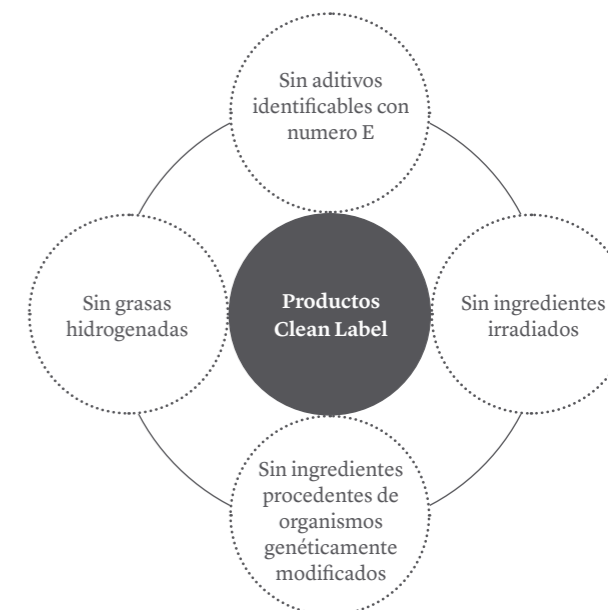 Sin aditivos
identificables con
numero E
Sin grasas
hidrogenadas
Productos
Clean Label
Sin ingredientes
irradiados
Sin ingredientes
procedentes de
organismos
genéticamente
modificados